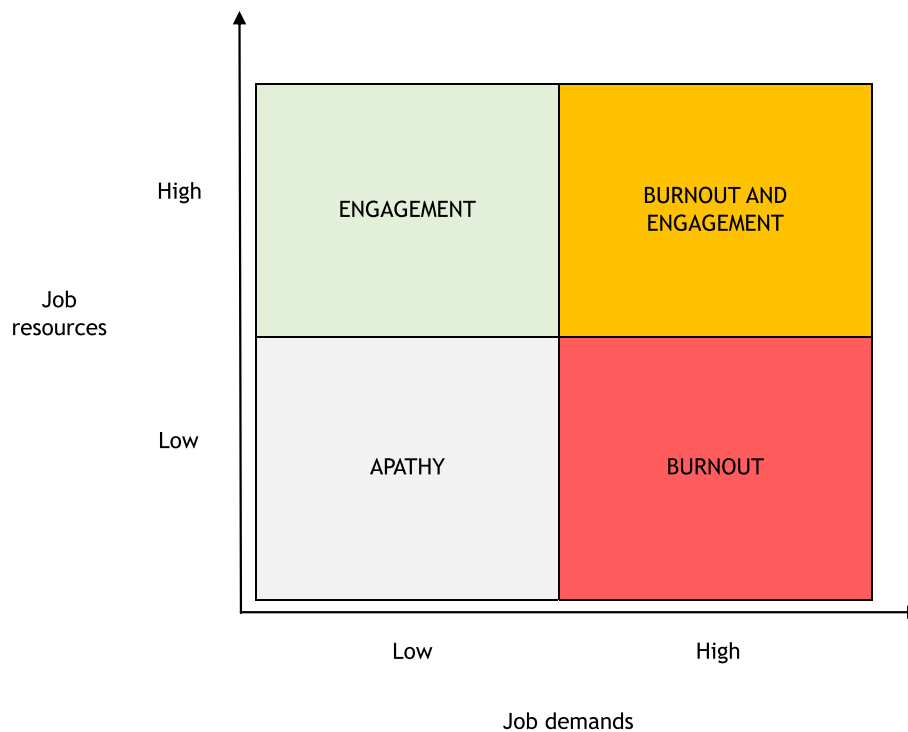 High
ENGAGEMENT
BURNOUT AND
ENGAGEMENT
Job
resources
Low
APATHY
BURNOUT
Low
High
Job demands